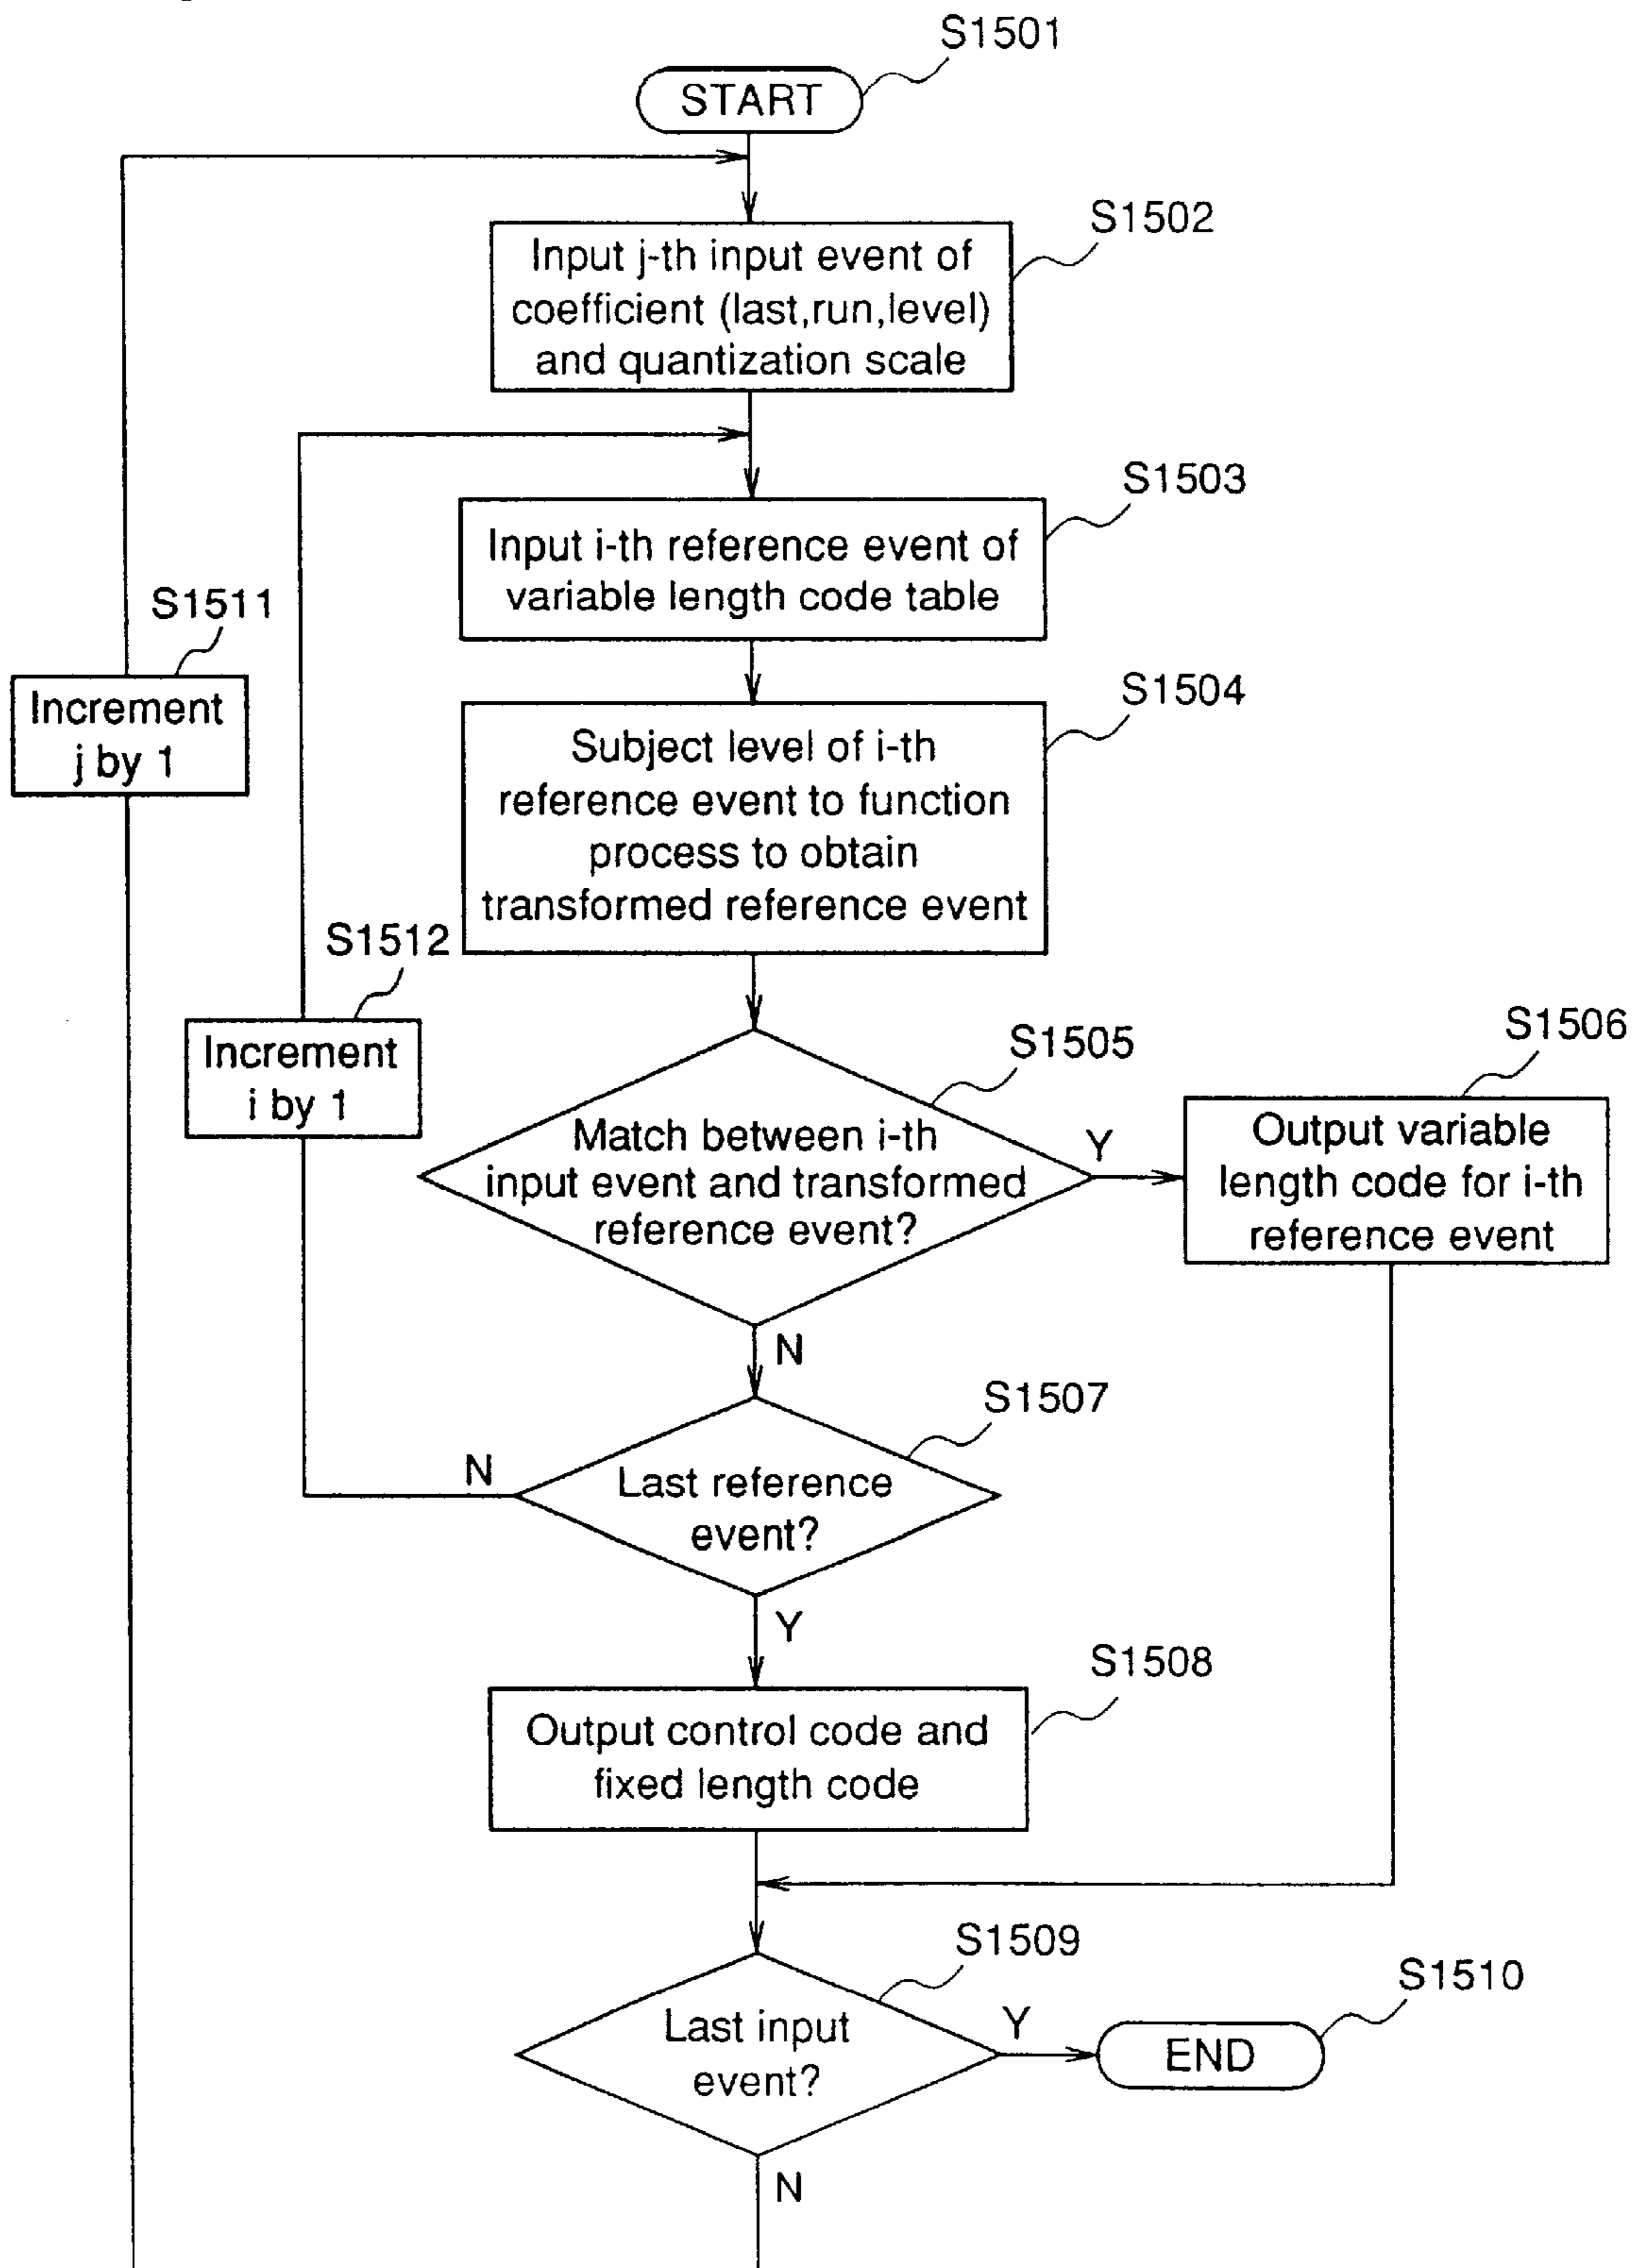 S1501
START
S1502
Input j-th input event of
coefficient (last,run,level)
and quantization scale
S1503
Input i-th reference event of
variable length code table
S1511
Increment
j by 1
S1504
Subject level of i-th
reference event to function
process to obtain
transformed reference event
S1512
Increment
i by 1
S1505
Match between i-th
input event and transformed
reference event?
Y
S1506
Output variable
length code for i-th
reference event
N
S1507
Last reference
event?
N
Y
S1508
Output control code and
fixed length code
S1509
Last input
event?
Y
S1510
END
N